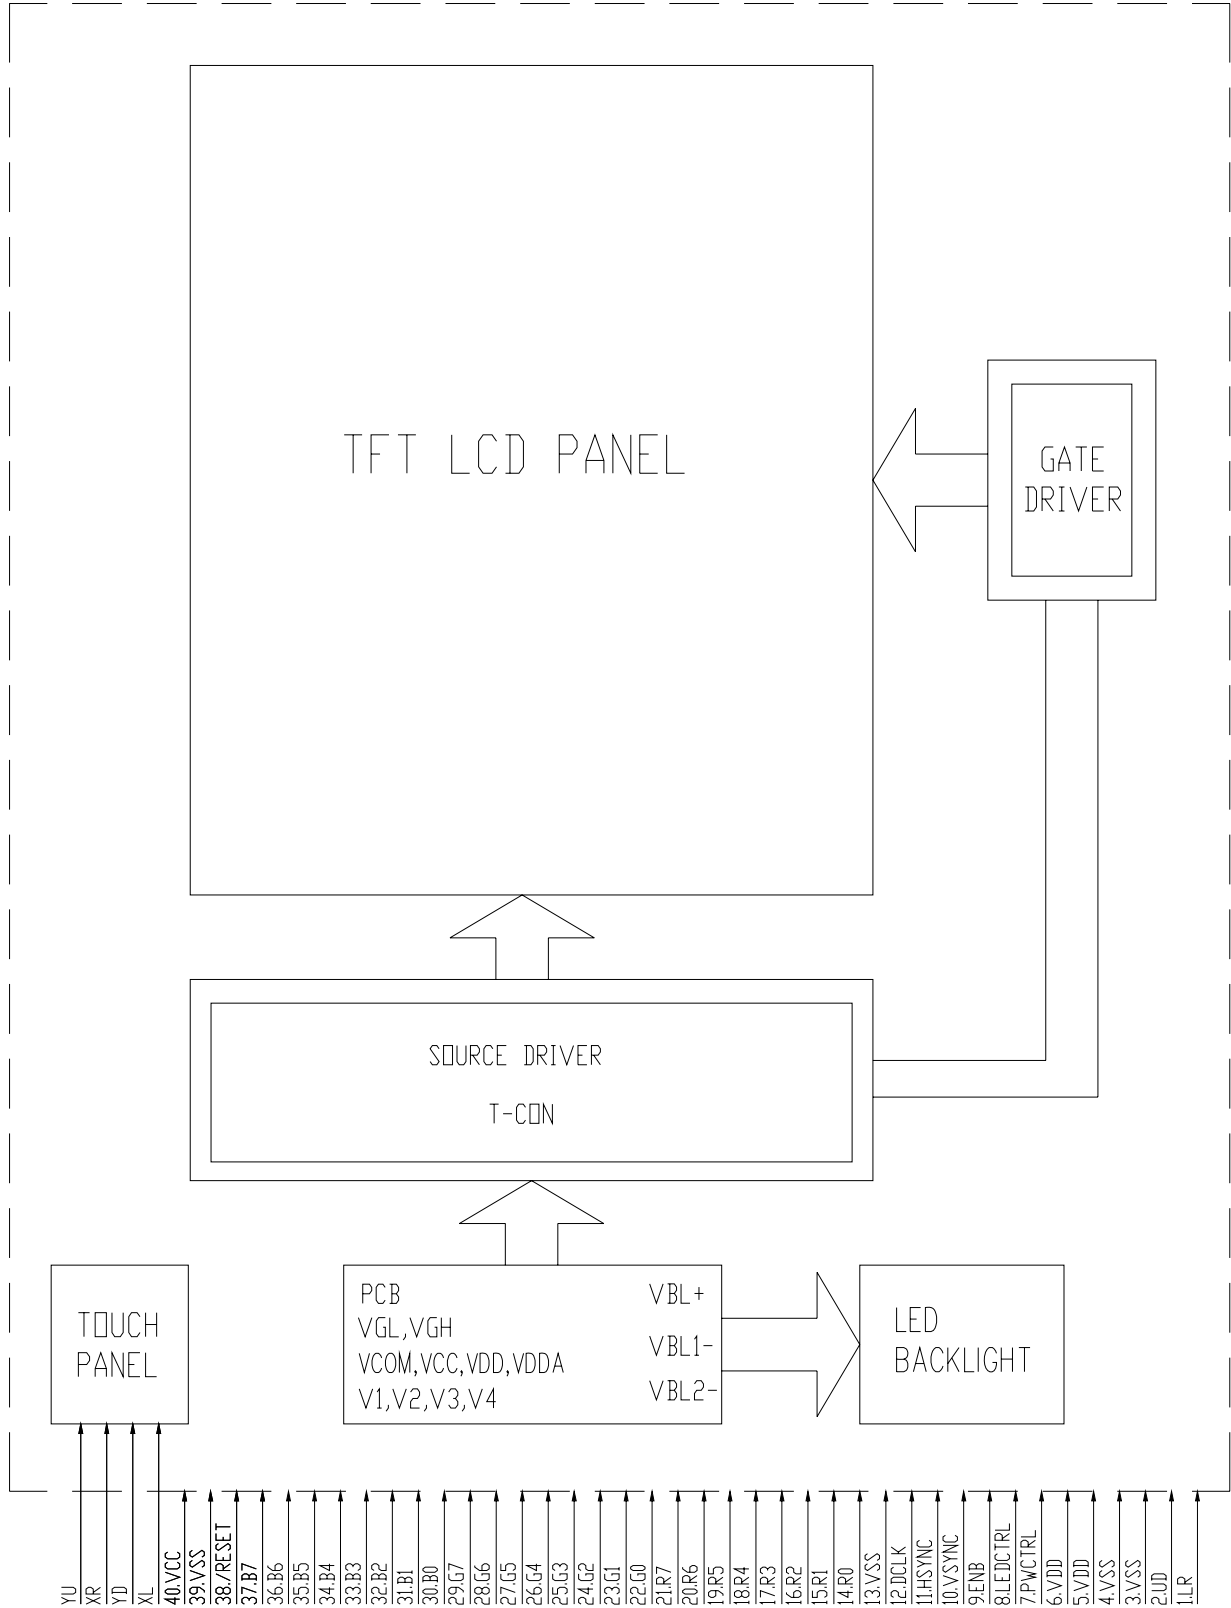 TFT LCD PANEL
GATE
DRIVER
SOURCE DRIVER
T-CON
TOUCH
PANEL
PCB
VGL,VGH
VCOM,VCC,VDD,VDDA
V1,V2,V3,V4
VBL+
VBL1-
VBL2-
LED
BACKLIGHT
YU
XR
YD
XL
40.VCC
39.VSS
38./RESET
37.B7
36.B6
35.B5
34.B4
33.B3
32.B2
31.B1
30.B0
29.G7
28.G6
27.G5
26.G4
25.G3
24.G2
23.G1
22.G0
21.R7
20.R6
19.R5
18.R4
17.R3
16.R2
15.R1
14.R0
13.VSS
12.DCLK
11.HSYNC
10.VSYNC
9.ENB
8.LEDCTRL
7.PWCTRL
6.VDD
5.VDD
4.VSS
3.VSS
2.UD
1.LR